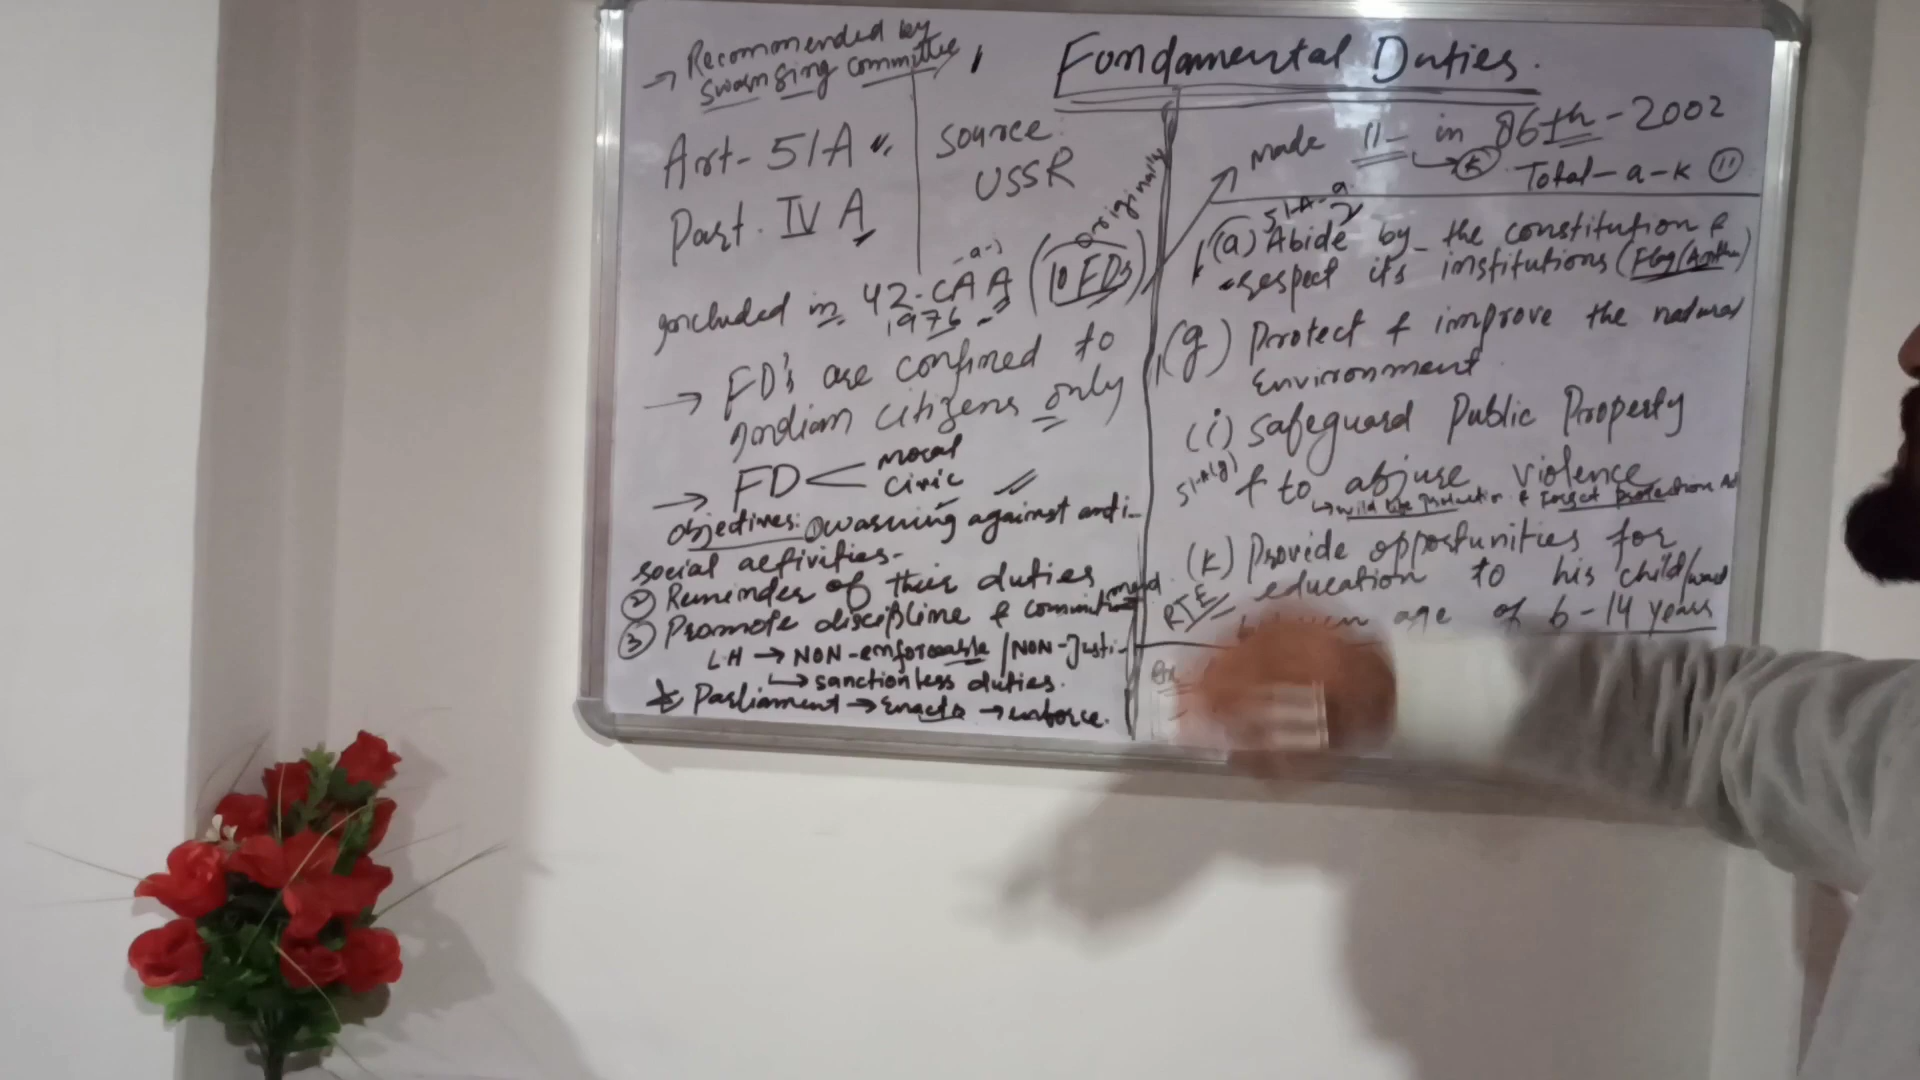 Fundamental Duties.
→ Recommended by
Swaran Sing committee
Art- 51A
Part. IV A
source
USSR
included in 42-CAA (10 FDs) originally
-a-j
1976
→ FD's are confined to
Indian citizens only
→ FD < moral
civic
objectives: ① warning against anti-
social activities-
② Reminder of their duties
③ Promote discipline & commitment
LH → NON-enforceable / NON-Justi-
↳ sanctionless duties.
* Parliament → Enacts → enforce.
made 11 in 86th - 2002
↳ (K) Total - a - K (11)
51-A- a
(a) Abide by the constitution &
respect its institutions (Flag/Anthem)
(g) Protect & improve the natural
Environment
(i) safeguard Public Property
51-A(g) & to abjure violence
↳ wild life Protection & Forest protection Act
(K) Provide opportunities for
RTE education to his child/ward
age of 6-14 years